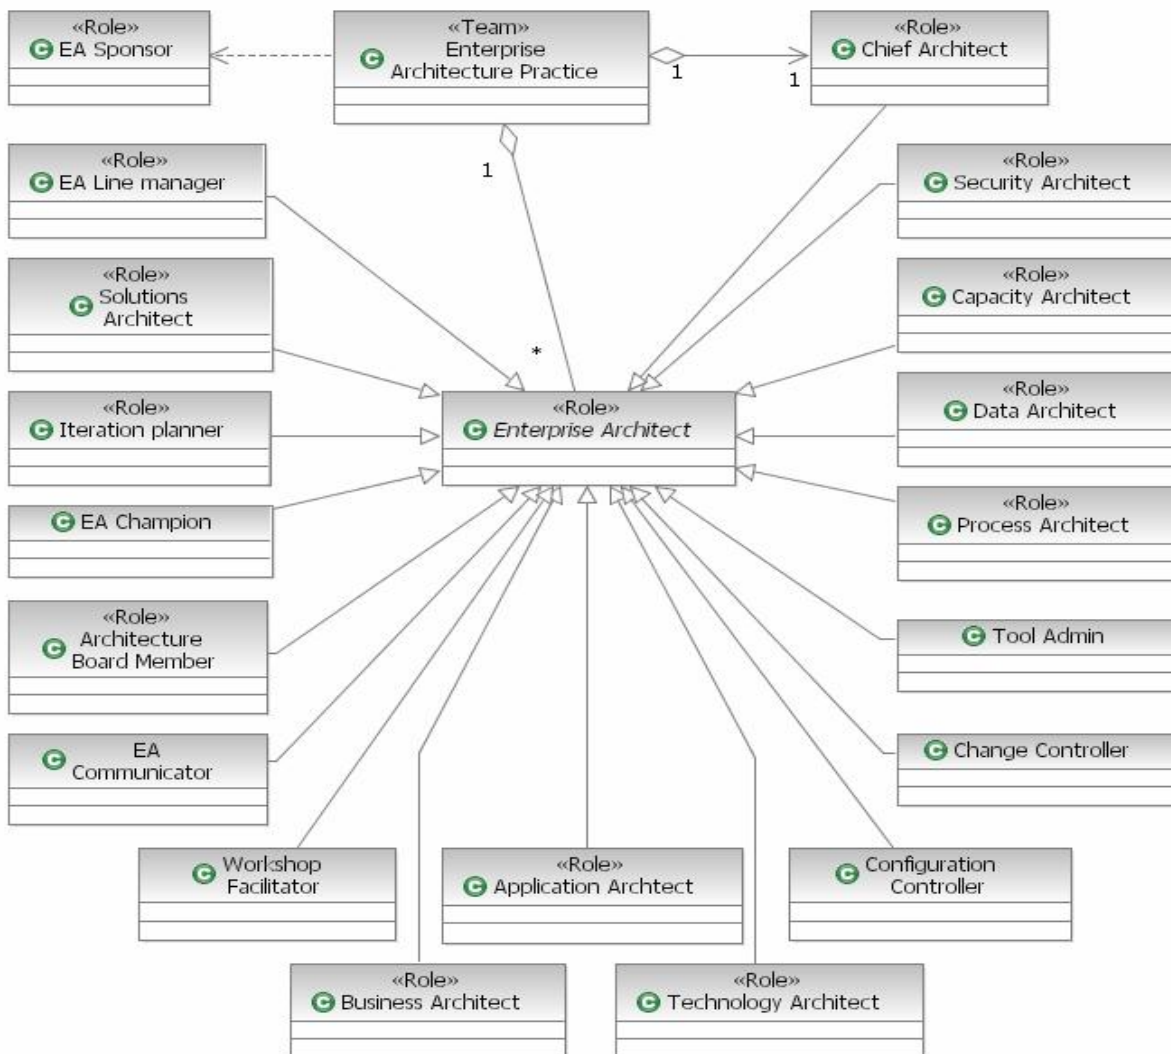 «Role»
EA Sponsor
«Team»
Enterprise
Architecture Practice
1
1
«Role»
Chief Architect
«Role»
EA Line manager
1
«Role»
Security Architect
«Role»
Solutions
Architect
«Role»
Capacity Architect
*
«Role»
Iteration planner
«Role»
Enterprise Architect
«Role»
Data Architect
EA Champion
«Role»
Process Architect
«Role»
Architecture
Board Member
Tool Admin
EA
Communicator
Change Controller
Workshop
Facilitator
«Role»
Application Archtect
Configuration
Controller
«Role»
Business Architect
«Role»
Technology Architect